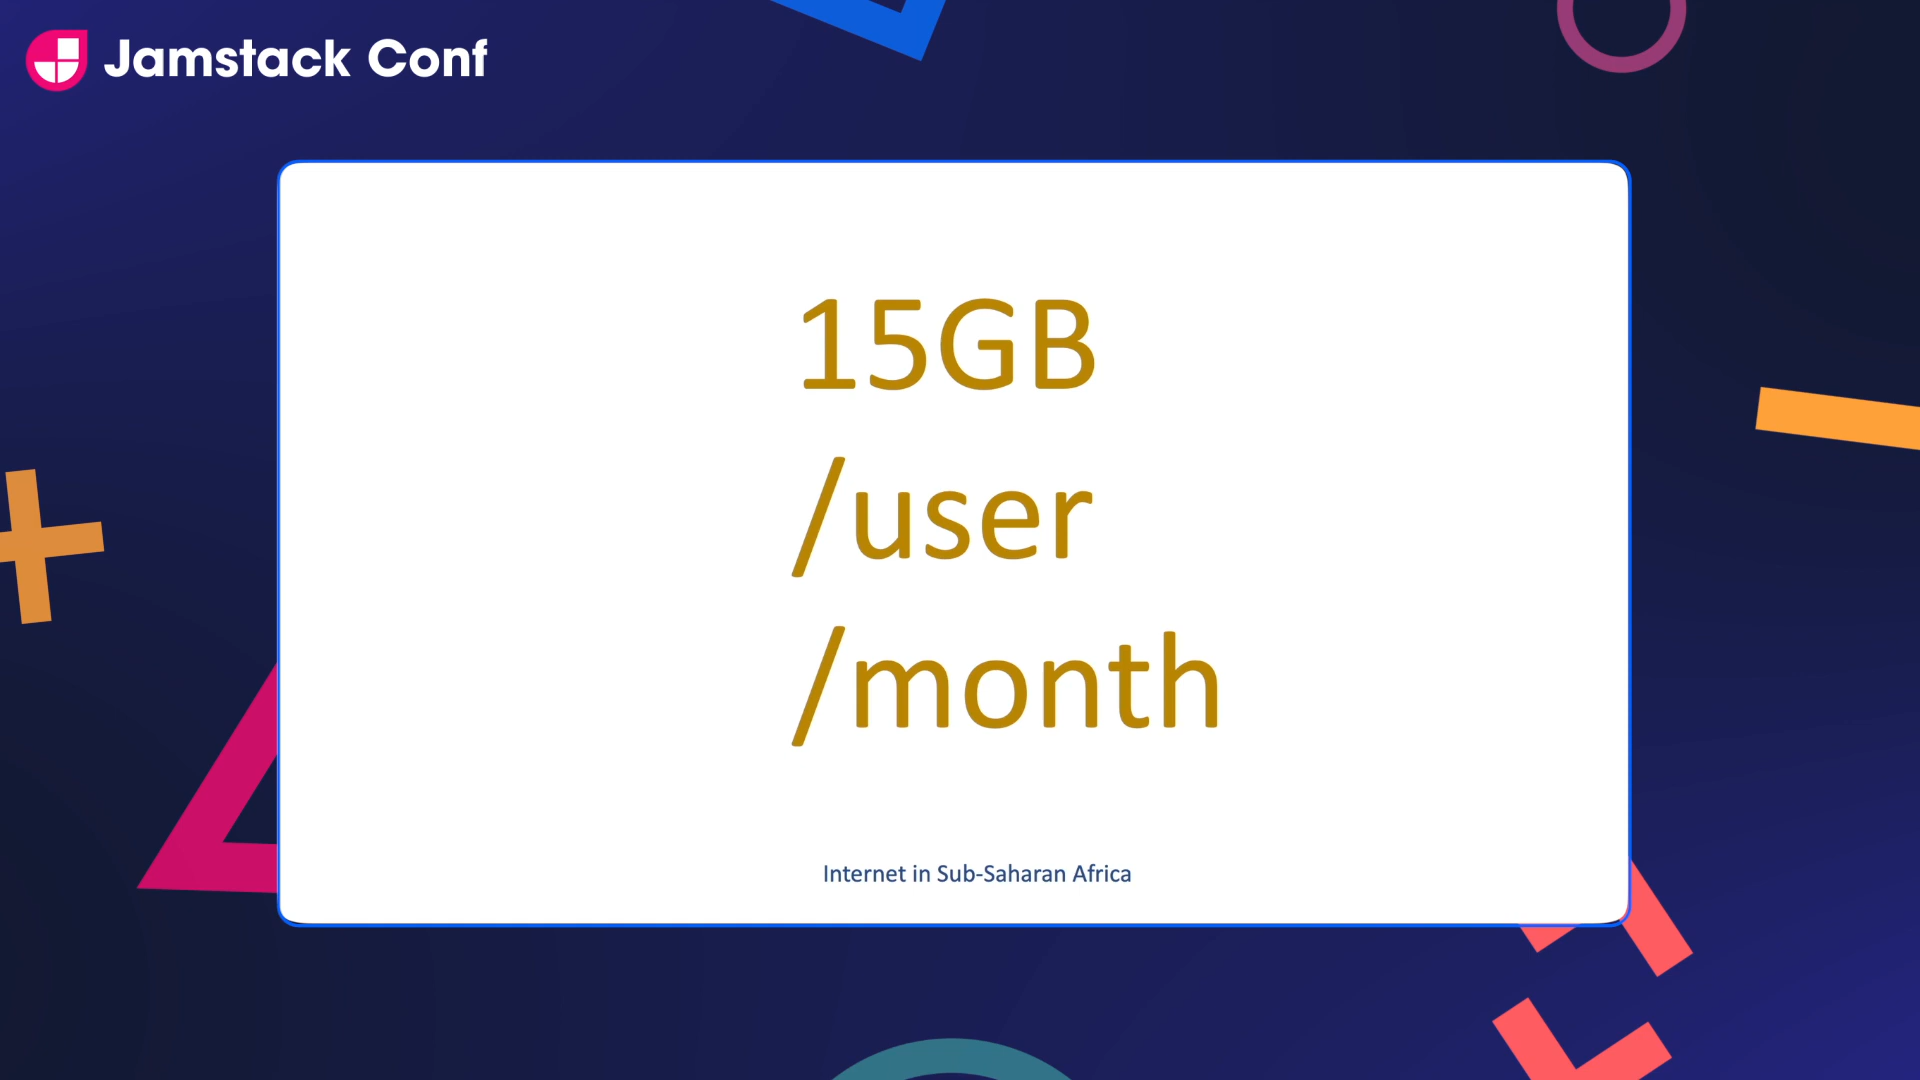 Jamstack Conf
15GB
/user
/month
Internet in Sub-Saharan Africa